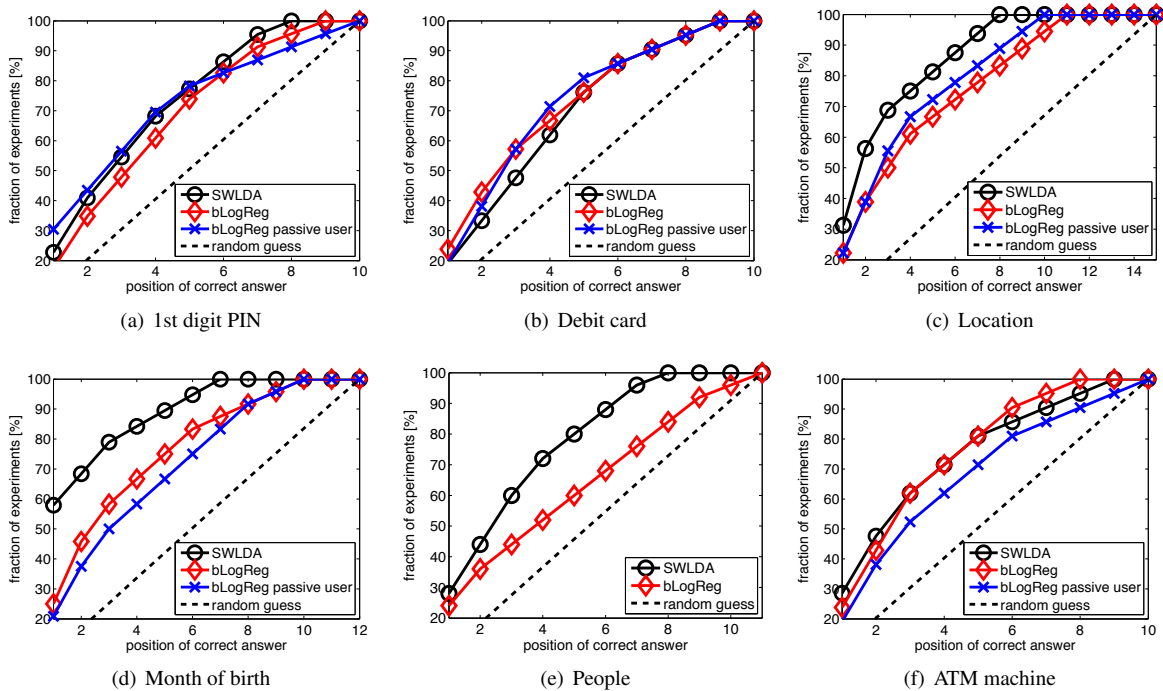 fraction of experiments [%]
100
90
80
70
60
50
40
30
20
SWLDA
bLogReg
bLogReg passive user
random guess
2 4 6 8 10
position of correct answer
(a) 1st digit PIN
fraction of experiments [%]
100
90
80
70
60
50
40
30
20
SWLDA
bLogReg
bLogReg passive user
random guess
2 4 6 8 10
position of correct answer
(b) Debit card
fraction of experiments [%]
100
90
80
70
60
50
40
30
20
SWLDA
bLogReg
bLogReg passive user
random guess
2 4 6 8 10 12 14
position of correct answer
(c) Location
fraction of experiments [%]
100
90
80
70
60
50
40
30
20
SWLDA
bLogReg
bLogReg passive user
random guess
2 4 6 8 10 12
position of correct answer
(d) Month of birth
fraction of experiments [%]
100
90
80
70
60
50
40
30
20
SWLDA
bLogReg
random guess
2 4 6 8 10
position of correct answer
(e) People
fraction of experiments [%]
100
90
80
70
60
50
40
30
20
SWLDA
bLogReg
bLogReg passive user
random guess
2 4 6 8 10
position of correct answer
(f) ATM machine